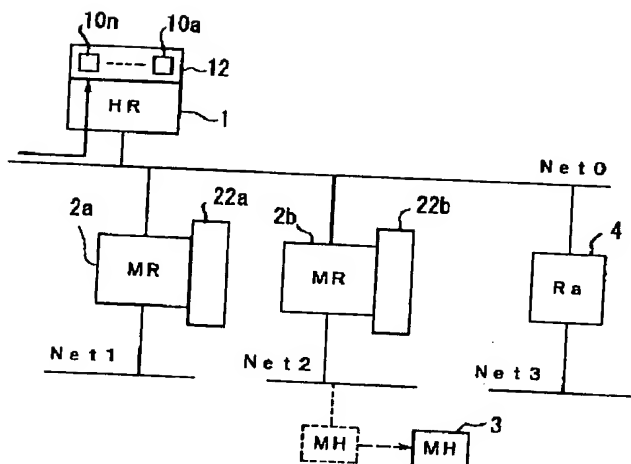 10n 10a
12
HR 1
Net0
2a 22a 2b 22b 4
MR MR Ra
Net1 Net2 Net3
3
MH MH